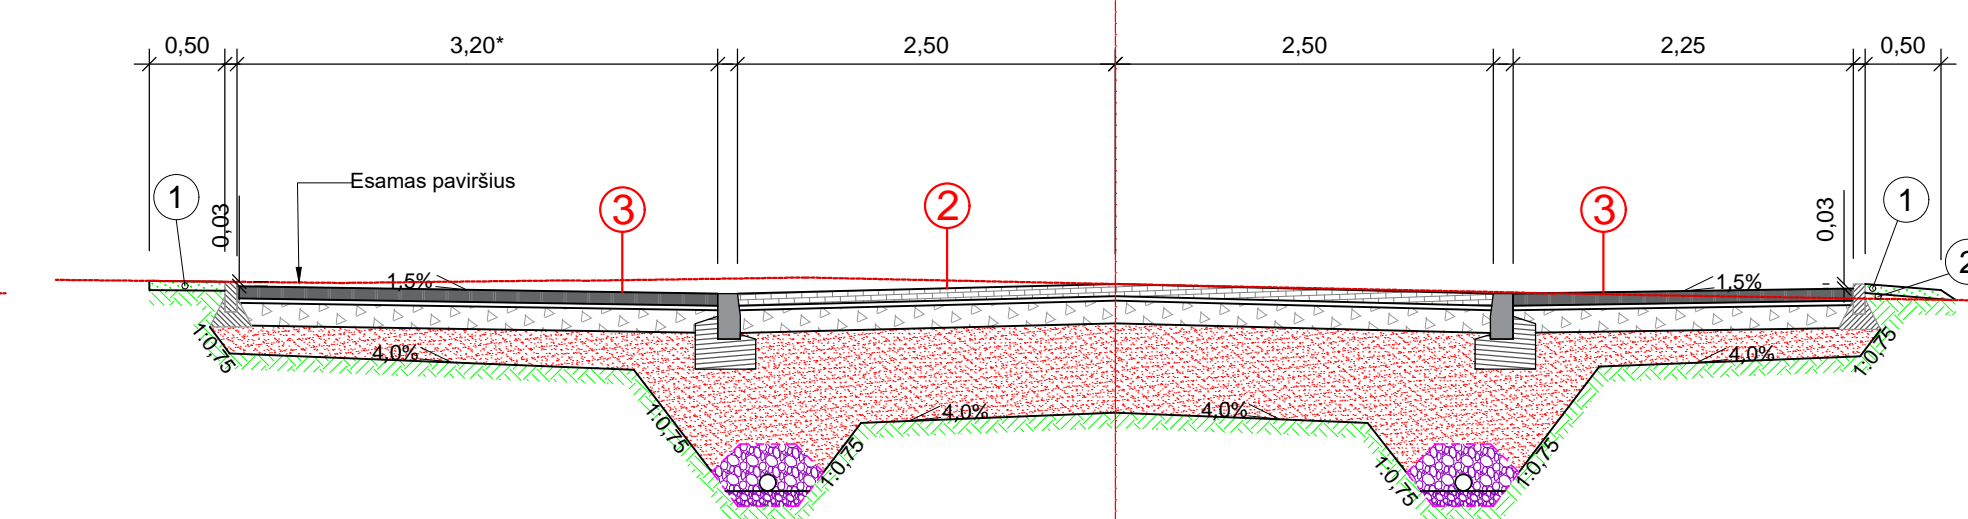 0,50 3,20* 2,50 2,50 2,25 0,50
Esamas paviršius
1 0,03 3 2 3 0,03 1
2
1,5% 1,5%
1:0,75 4,0% 4,0% 1:0,75
1:0,75 4,0% 4,0%
1:0,75 1:0,75 1:0,75